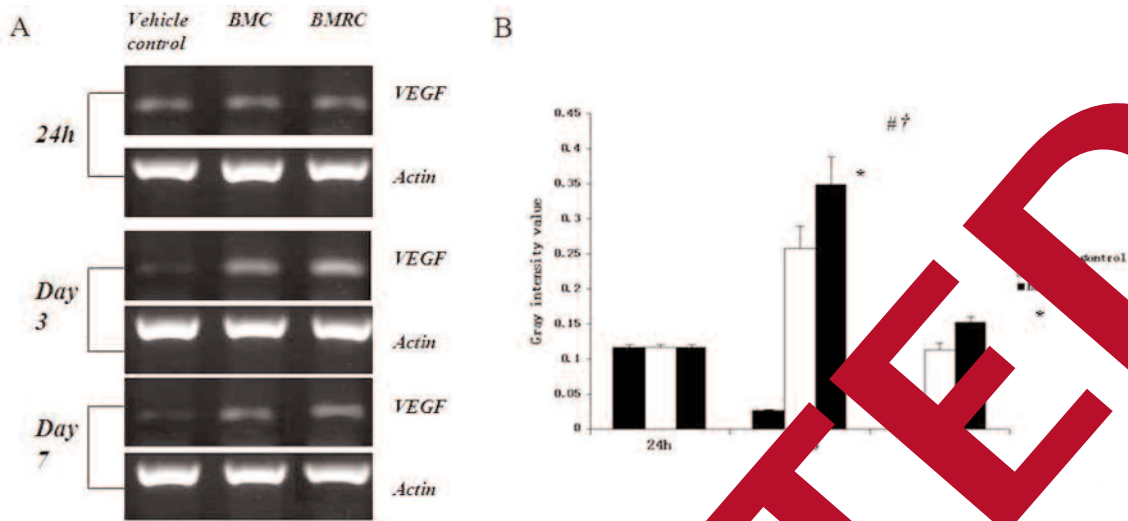 A
Vehicle
control
BMC
BMRC
B
24h
VEGF
Actin
Day
3
VEGF
Actin
Day
7
VEGF
Actin
Gray intensity value
0.45
0.4
0.35
0.3
0.25
0.2
0.15
0.1
0.05
0
#†
*
*
control
24h
TED